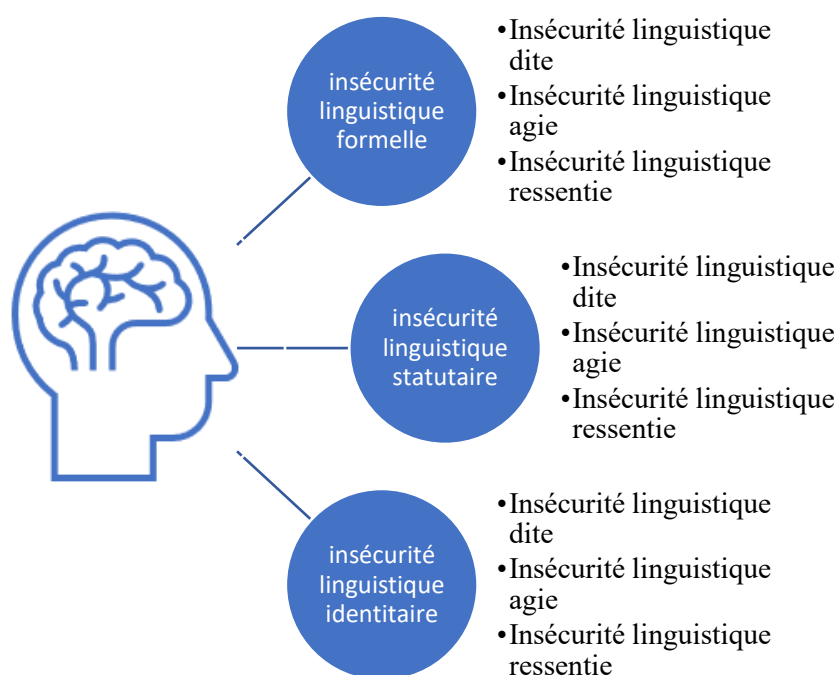 insécurité
linguistique
formelle
•Insécurité linguistique
dite
•Insécurité linguistique
agie
•Insécurité linguistique
ressentie
insécurité
linguistique
statutaire
•Insécurité linguistique
dite
•Insécurité linguistique
agie
•Insécurité linguistique
ressentie
insécurité
linguistique
identitaire
•Insécurité linguistique
dite
•Insécurité linguistique
agie
•Insécurité linguistique
ressentie